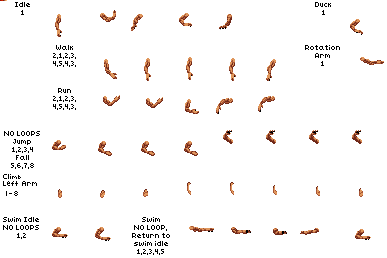 Idle
1
Duck
1
Walk
2,1,2,3,
4,5,4,3,
Rotation
Arm
1
Run
2,1,2,3,
4,5,4,3,
NO LOOPS
Jump
1,2,3,4
Fall
5,6,7,8
Climb
Left Arm
1-8
Swim Idle
NO LOOPS
1,2
Swim
NO LOOP,
Return to
swim idle
1,2,3,4,5